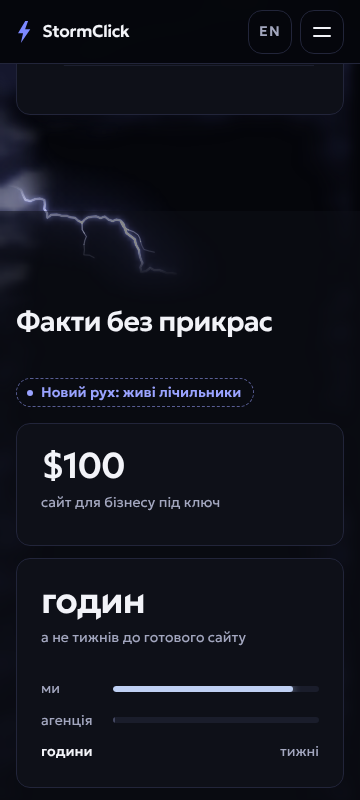 StormClick
EN
Факти без прикрас
Новий рух: живі лічильники
$100
сайт для бізнесу під ключ
годин
а не тижнів до готового сайту
ми
агенція
години тижні